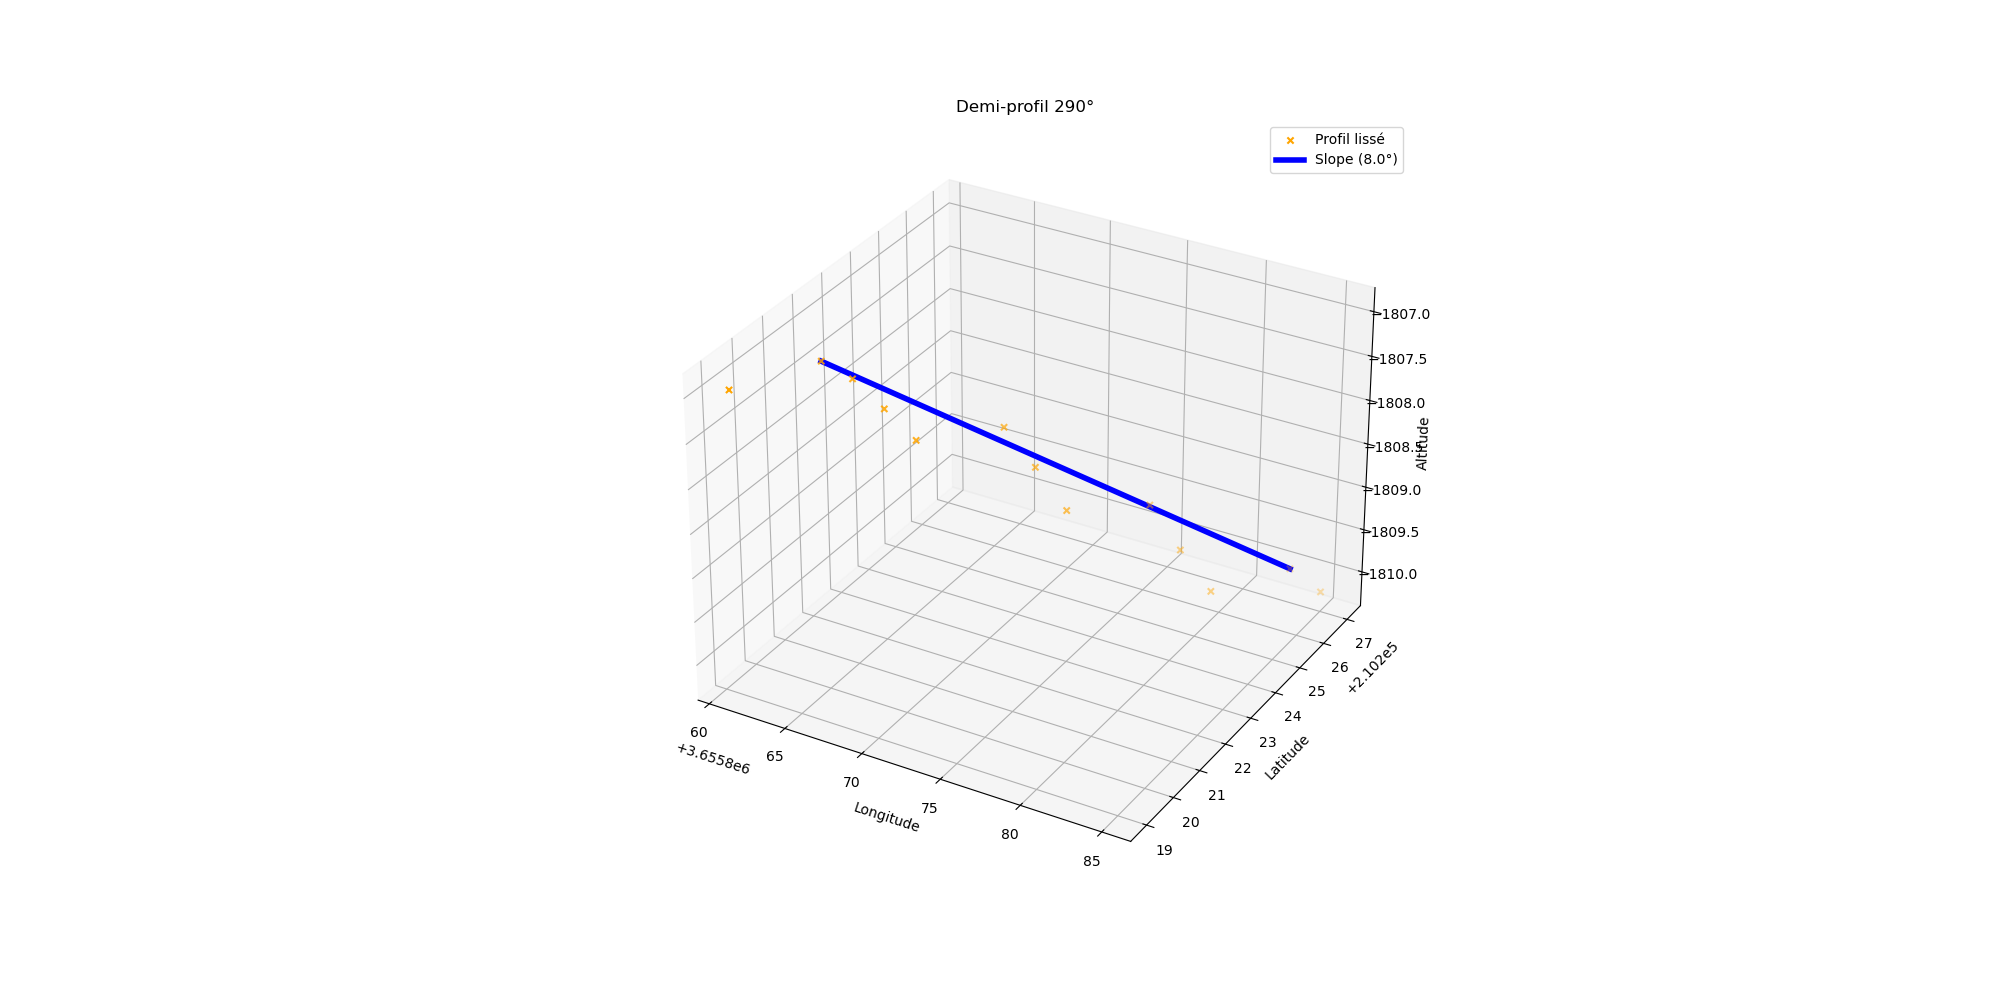 Demi-profil 290°
Profil lissé
Slope (8.0°)
−1807.0
−1807.5
−1808.0
−1808.5
−1809.0
−1809.5
−1810.0
Altitude
27
26
25
24
23
22
21
20
19
+2.102e5
Latitude
60
65
70
75
80
85
+3.6558e6
Longitude